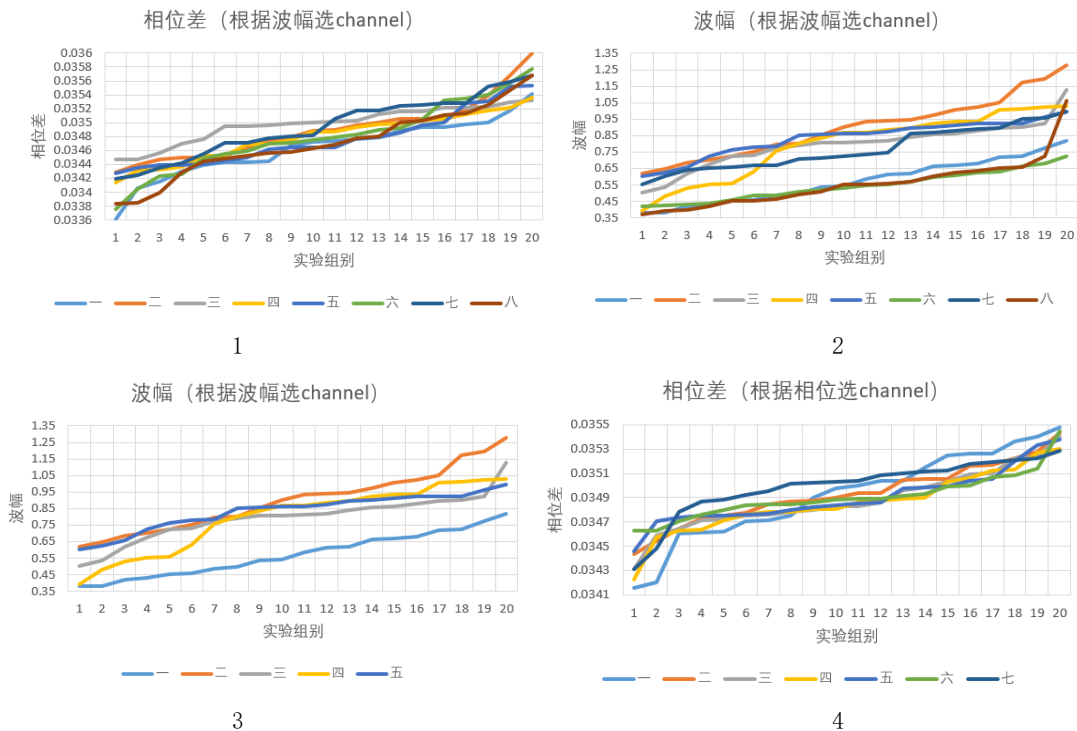 相位差（根据波幅选channel）
0.036
0.0358
0.0356
0.0354
0.0352
0.035
0.0348
0.0346
0.0344
0.0342
0.034
0.0338
0.0336
相位差
1 2 3 4 5 6 7 8 9 10 11 12 13 14 15 16 17 18 19 20
实验组别
一 二 三 四 五 六 七 八
1
波幅（根据波幅选channel）
1.35
1.25
1.15
1.05
0.95
0.85
0.75
0.65
0.55
0.45
0.35
波幅
1 2 3 4 5 6 7 8 9 10 11 12 13 14 15 16 17 18 19 20
实验组别
一 二 三 四 五 六 七 八
2
波幅（根据波幅选channel）
1.35
1.25
1.15
1.05
0.95
0.85
0.75
0.65
0.55
0.45
0.35
波幅
1 2 3 4 5 6 7 8 9 10 11 12 13 14 15 16 17 18 19 20
实验组别
一 二 三 四 五
3
相位差（根据相位选channel）
0.0355
0.0353
0.0351
0.0349
0.0347
0.0345
0.0343
0.0341
相位差
1 2 3 4 5 6 7 8 9 10 11 12 13 14 15 16 17 18 19 20
实验组别
一 二 三 四 五 六 七
4